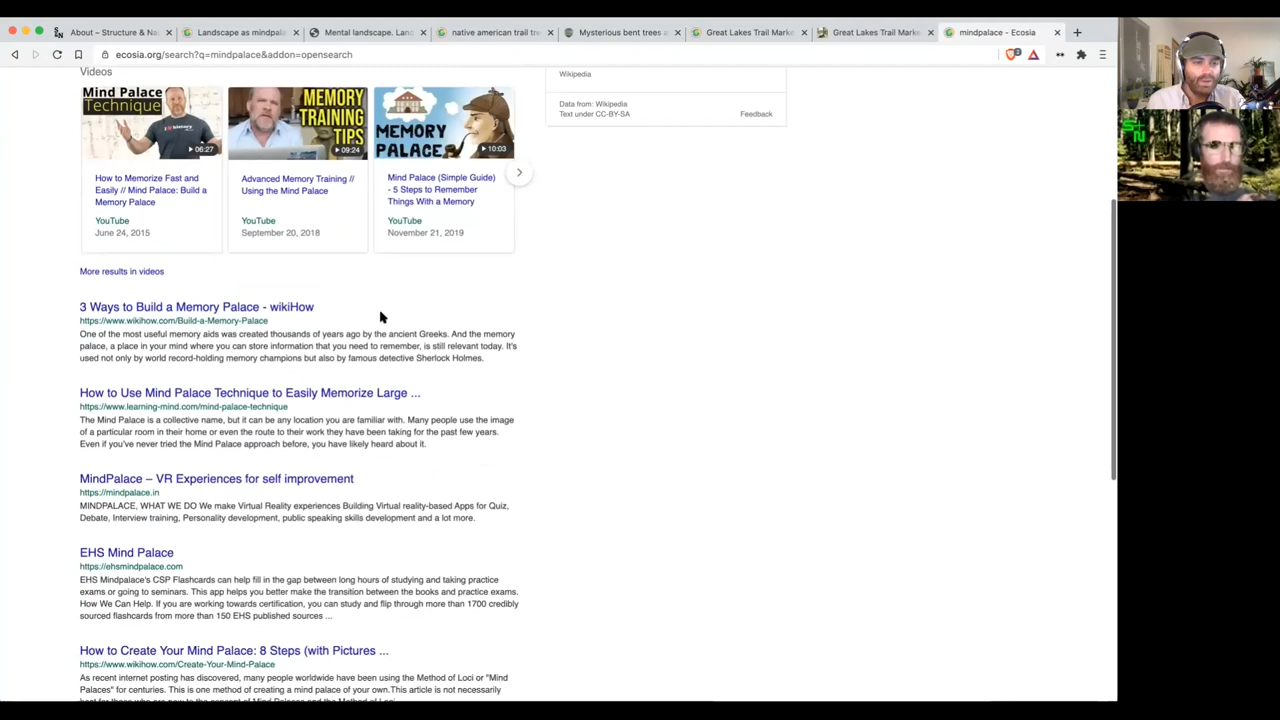 About – Structure & Na
Landscape as mindpala
Mental landscape. Lanc
native american trail tre
Mysterious bent trees a
Great Lakes Trail Marke
Great Lakes Trail Marke
mindpalace - Ecosia
ecosia.org/search?q=mindpalace&addon=opensearch
Videos
Mind Palace
Technique
06:27
MEMORY
TRAINING
TIPS
09:24
MEMORY
PALACE
10:03
How to Memorize Fast and
Easily // Mind Palace: Build a
Memory Palace
YouTube
June 24, 2015
Advanced Memory Training //
Using the Mind Palace
YouTube
September 20, 2018
Mind Palace (Simple Guide)
- 5 Steps to Remember
Things With a Memory
YouTube
November 21, 2019
More results in videos
3 Ways to Build a Memory Palace - wikiHow
https://www.wikihow.com/Build-a-Memory-Palace
One of the most useful memory aids was created thousands of years ago by the ancient Greeks. And the memory
palace, a place in your mind where you can store information that you need to remember, is still relevant today. It's
used not only by world record-holding memory champions but also by famous detective Sherlock Holmes.
How to Use Mind Palace Technique to Easily Memorize Large ...
https://www.learning-mind.com/mind-palace-technique
The Mind Palace is a collective name, but it can be any location you are familiar with. Many people use the image
of a particular room in their home or even the route to their work they have been taking for the past few years.
Even if you've never tried the Mind Palace approach before, you have likely heard about it.
MindPalace – VR Experiences for self improvement
https://mindpalace.in
MINDPALACE, WHAT WE DO We make Virtual Reality experiences Building Virtual reality-based Apps for Quiz,
Debate, Interview training, Personality development, public speaking skills development and a lot more.
EHS Mind Palace
https://ehsmindpalace.com
EHS Mindpalace's CSP Flashcards can help fill in the gap between long hours of studying and taking practice
exams or going to seminars. This app helps you better make the transition between the books and practice exams.
How We Can Help. If you are working towards certification, you can study and flip through more than 1700 credibly
sourced flashcards from more than 150 EHS published sources ...
How to Create Your Mind Palace: 8 Steps (with Pictures ...
https://www.wikihow.com/Create-Your-Mind-Palace
As recent internet posting has discovered, many people worldwide have been using the Method of Loci or "Mind
Palaces" for centuries. This is one method of creating a mind palace of your own.This article is not necessarily
Wikipedia
Data from: Wikipedia
Text under CC-BY-SA
Feedback
S+N